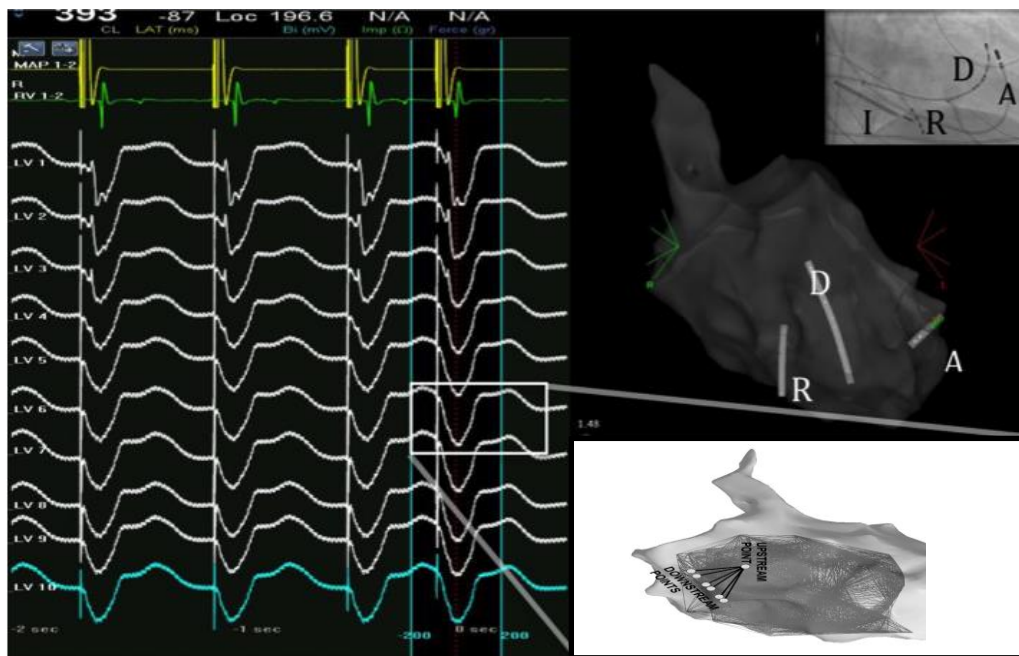 393 -87 Loc 196.6 N/A N/A
CL LAT (ms) Bi (mV) Imp (Ω) Force (gr)
MAP 1-2
R
RV 1-2
LV 1
LV 2
LV 3
LV 4
LV 5
LV 6
LV 7
LV 8
LV 9
LV 10
-2 sec -1 sec -200 0 sec 200
D
A
I R
R
D
R
A
1.48
UPSTREAM
POINT
DOWNSTREAM
POINTS